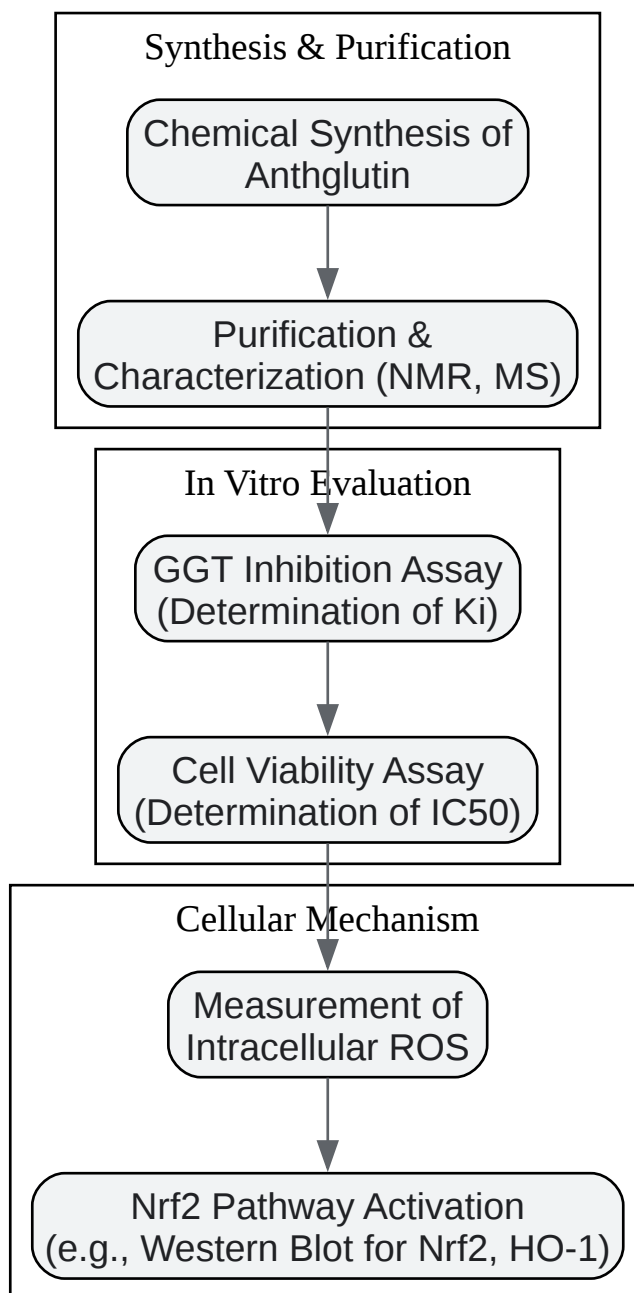 Synthesis & Purification
Chemical Synthesis of
Anthglutin
Purification &
Characterization (NMR, MS)
In Vitro Evaluation
GGT Inhibition Assay
(Determination of Ki)
Cell Viability Assay
(Determination of IC50)
Cellular Mechanism
Measurement of
Intracellular ROS
Nrf2 Pathway Activation
(e.g., Western Blot for Nrf2, HO-1)